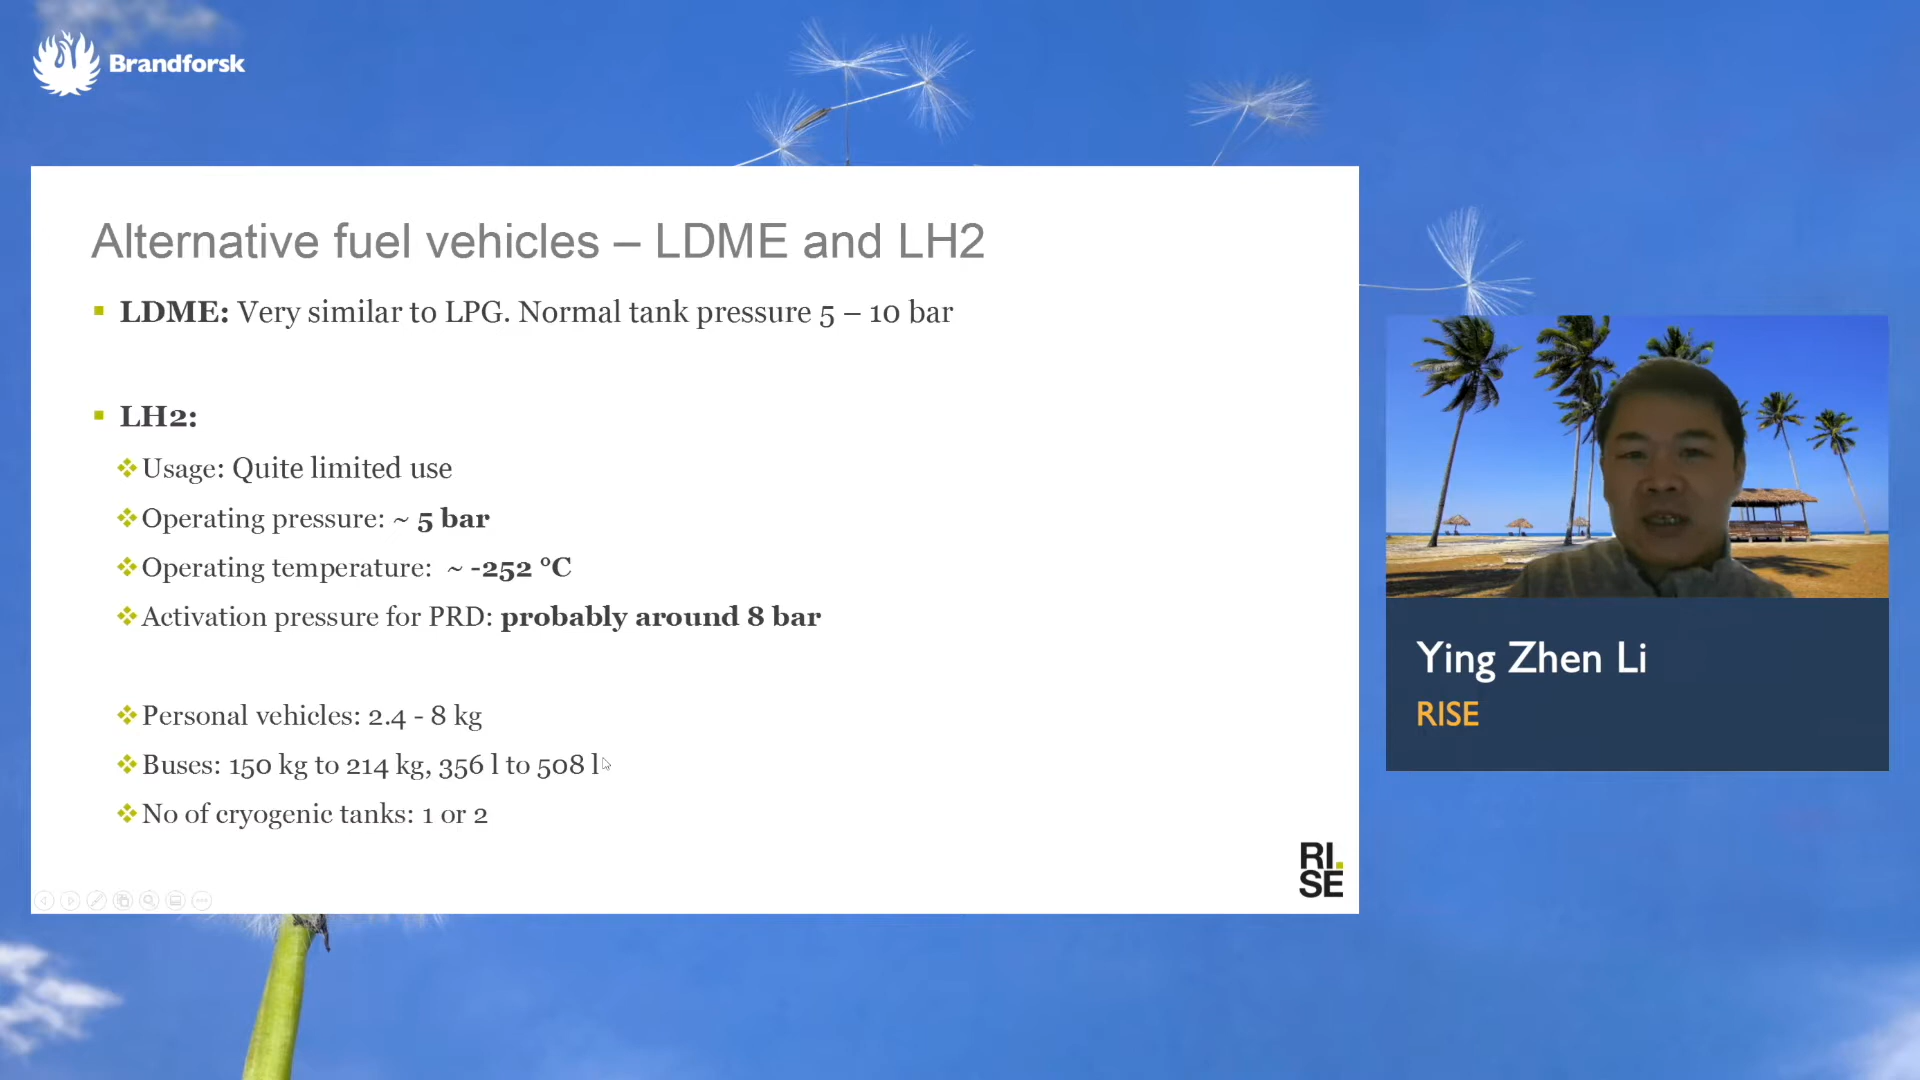 Brandforsk
Alternative fuel vehicles – LDME and LH2
LDME: Very similar to LPG. Normal tank pressure 5 – 10 bar
LH2:
Usage: Quite limited use
Operating pressure: ~ 5 bar
Operating temperature: ~ -252 °C
Activation pressure for PRD: probably around 8 bar
Personal vehicles: 2.4 - 8 kg
Buses: 150 kg to 214 kg, 356 l to 508 l
No of cryogenic tanks: 1 or 2
RI.
SE
Ying Zhen Li
RISE